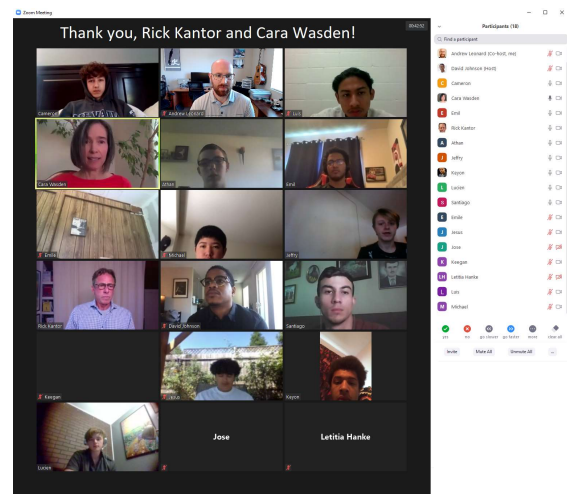 Zoom Meeting
Thank you, Rick Kantor and Cara Wasden!
Cameron
Andrew Leonard
Luis
Cara Wasden
Athan
Emil
Emile
Michael
Jeffry
Rick Kantor
David Johnson
Santiago
Keegan
Jesus
Kayon
Lucien
Jose
Letitia Hanke
Participants (18)
Find a participant
Andrew Leonard (Co-host, me)
David Johnson (Host)
C Cameron
Cara Wasden
E Emil
Rick Kantor
A Athan
J Jeffry
Kayon
L Lucien
S Santiago
E Emile
J Jesus
J Jose
K Keegan
LH Letitia Hanke
L Luis
M Michael
yes no go slower go faster more clear all
Invite Mute All Unmute All ...